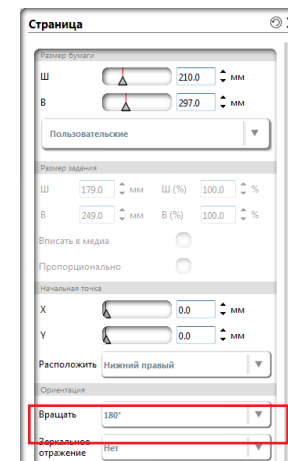 Страница
Размер бумаги
Ш 210.0 мм
В 297.0 мм
Пользовательские
Размер задания
Ш 179.0 мм Ш (%) 100.0 %
В 249.0 мм В (%) 100.0 %
Вписать в медиа
Пропорционально
Начальная точка
X 0.0 мм
Y 0.0 мм
Расположить Нижний правый
Ориентация
Вращать 180°
Зеркальное
отражение Нет